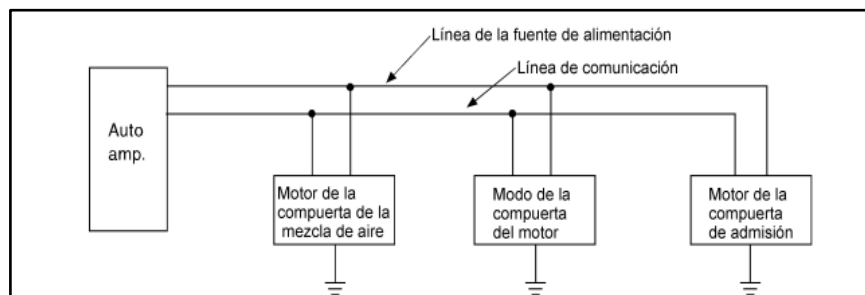 Línea de la fuente de alimentación
Línea de comunicación
Auto
amp.
Motor de la
compuerta de la
mezcla de aire
Modo de la
compuerta
del motor
Motor de la
compuerta
de admisión